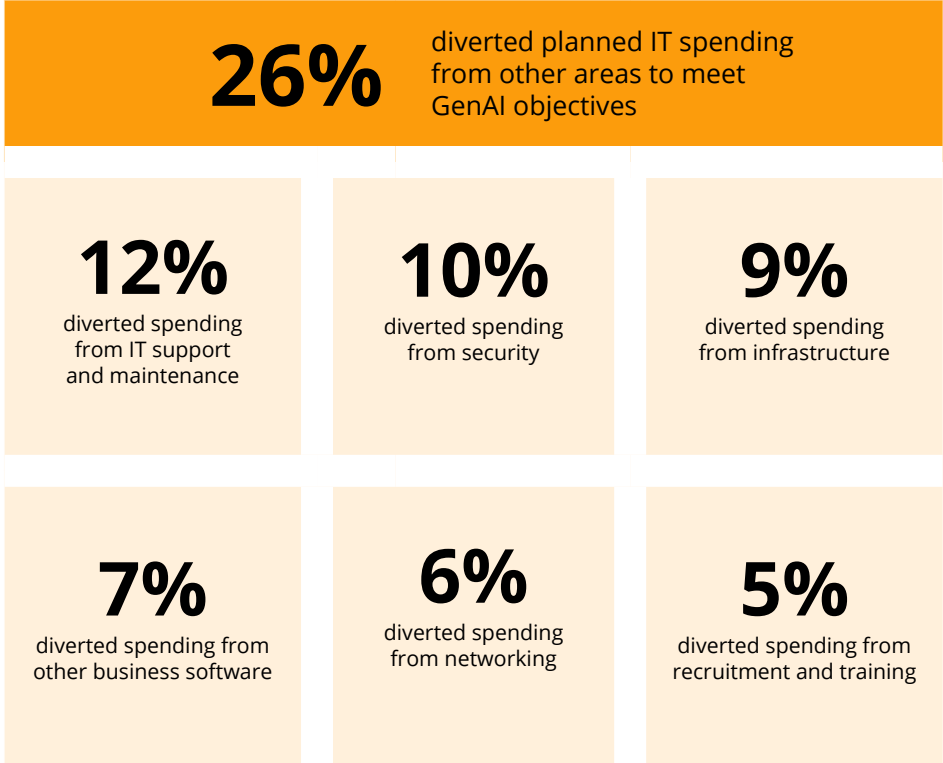 26%
diverted planned IT spending
from other areas to meet
GenAI objectives
12%
diverted spending
from IT support
and maintenance
10%
diverted spending
from security
9%
diverted spending
from infrastructure
7%
diverted spending from
other business software
6%
diverted spending
from networking
5%
diverted spending from
recruitment and training